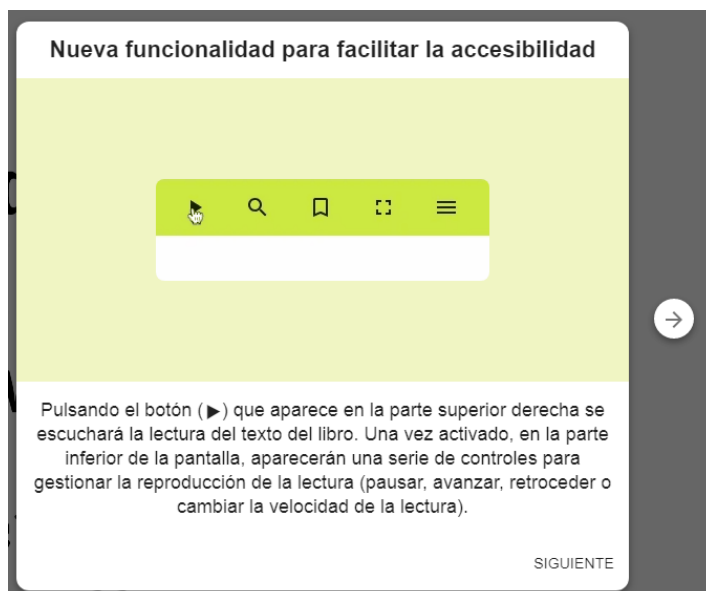 Nueva funcionalidad para facilitar la accesibilidad
Pulsando el botón (▶) que aparece en la parte superior derecha se
escuchará la lectura del texto del libro. Una vez activado, en la parte
inferior de la pantalla, aparecerán una serie de controles para
gestionar la reproducción de la lectura (pausar, avanzar, retroceder o
cambiar la velocidad de la lectura).
SIGUIENTE